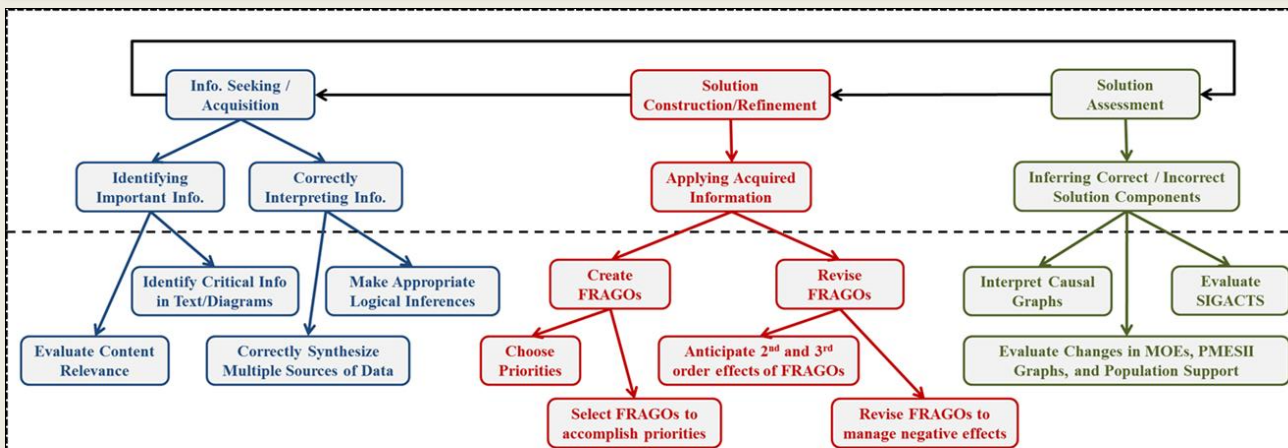 Info. Seeking /
Acquisition
Solution
Construction/Refinement
Solution
Assessment
Identifying
Important Info.
Correctly
Interpreting Info.
Applying Acquired
Information
Inferring Correct / Incorrect
Solution Components
Identify Critical Info
in Text/Diagrams
Make Appropriate
Logical Inferences
Create
FRAGOs
Revise
FRAGOs
Interpret Causal
Graphs
Evaluate
SIGACTS
Evaluate Content
Relevance
Correctly Synthesize
Multiple Sources of Data
Choose
Priorities
Anticipate 2nd and 3rd
order effects of FRAGOs
Evaluate Changes in MOEs, PMESII
Graphs, and Population Support
Select FRAGOs to
accomplish priorities
Revise FRAGOs to
manage negative effects